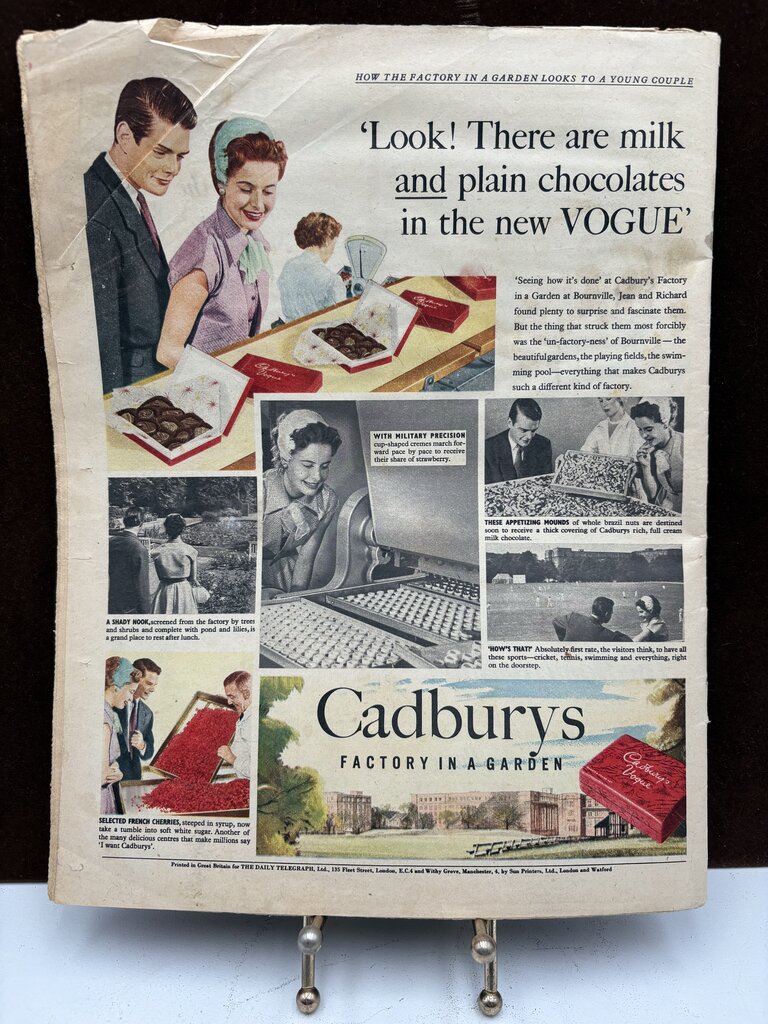 HOW THE FACTORY IN A GARDEN LOOKS TO A YOUNG COUPLE
‘Look! There are milk
and plain chocolates
in the new VOGUE’
‘Seeing how it's done’ at Cadbury's Factory
in a Garden at Bournville, Jean and Richard
found plenty to surprise and fascinate them.
But the thing that struck them most forcibly
was the ‘un-factory-ness’ of Bournville — the
beautiful gardens, the playing fields, the swim-
ming pool—everything that makes Cadburys
such a different kind of factory.
Cadbury's
Vogue
Cadbury's
Vogue
WITH MILITARY PRECISION
cup-shaped cremes march for-
ward pace by pace to receive
their share of strawberry.
THESE APPETIZING MOUNDS of whole brazil nuts are destined
soon to receive a thick covering of Cadburys rich, full cream
milk chocolate.
A SHADY NOOK, screened from the factory by trees
and shrubs and complete with pond and lilies, is
a grand place to rest after lunch.
‘HOW'S THAT?’ Absolutely first rate, the visitors think, to have all
these sports—cricket, tennis, swimming and everything, right
on the doorstep.
SELECTED FRENCH CHERRIES, steeped in syrup, now
take a tumble into soft white sugar. Another of
the many delicious centres that make millions say
‘I want Cadburys’.
Cadburys
FACTORY IN A GARDEN
Cadbury's
Vogue
Printed in Great Britain for THE DAILY TELEGRAPH, Ltd., 135 Fleet Street, London, E.C.4 and Withy Grove, Manchester, 4, by Sun Printers, Ltd., London and Watford